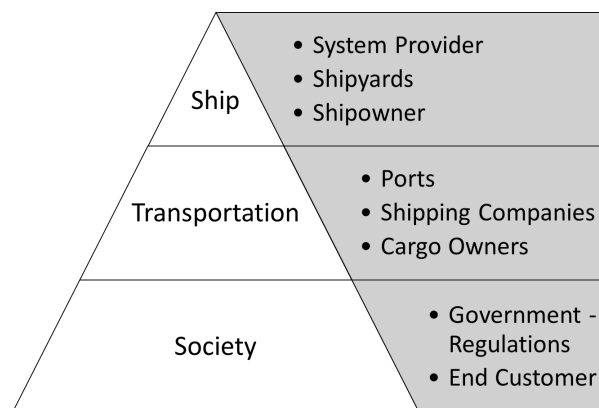 • System Provider
• Shipyards
Ship
• Shipowner
• Ports
Transportation
• Shipping Companies
• Cargo Owners
• Government -
Regulations
Society
• End Customer